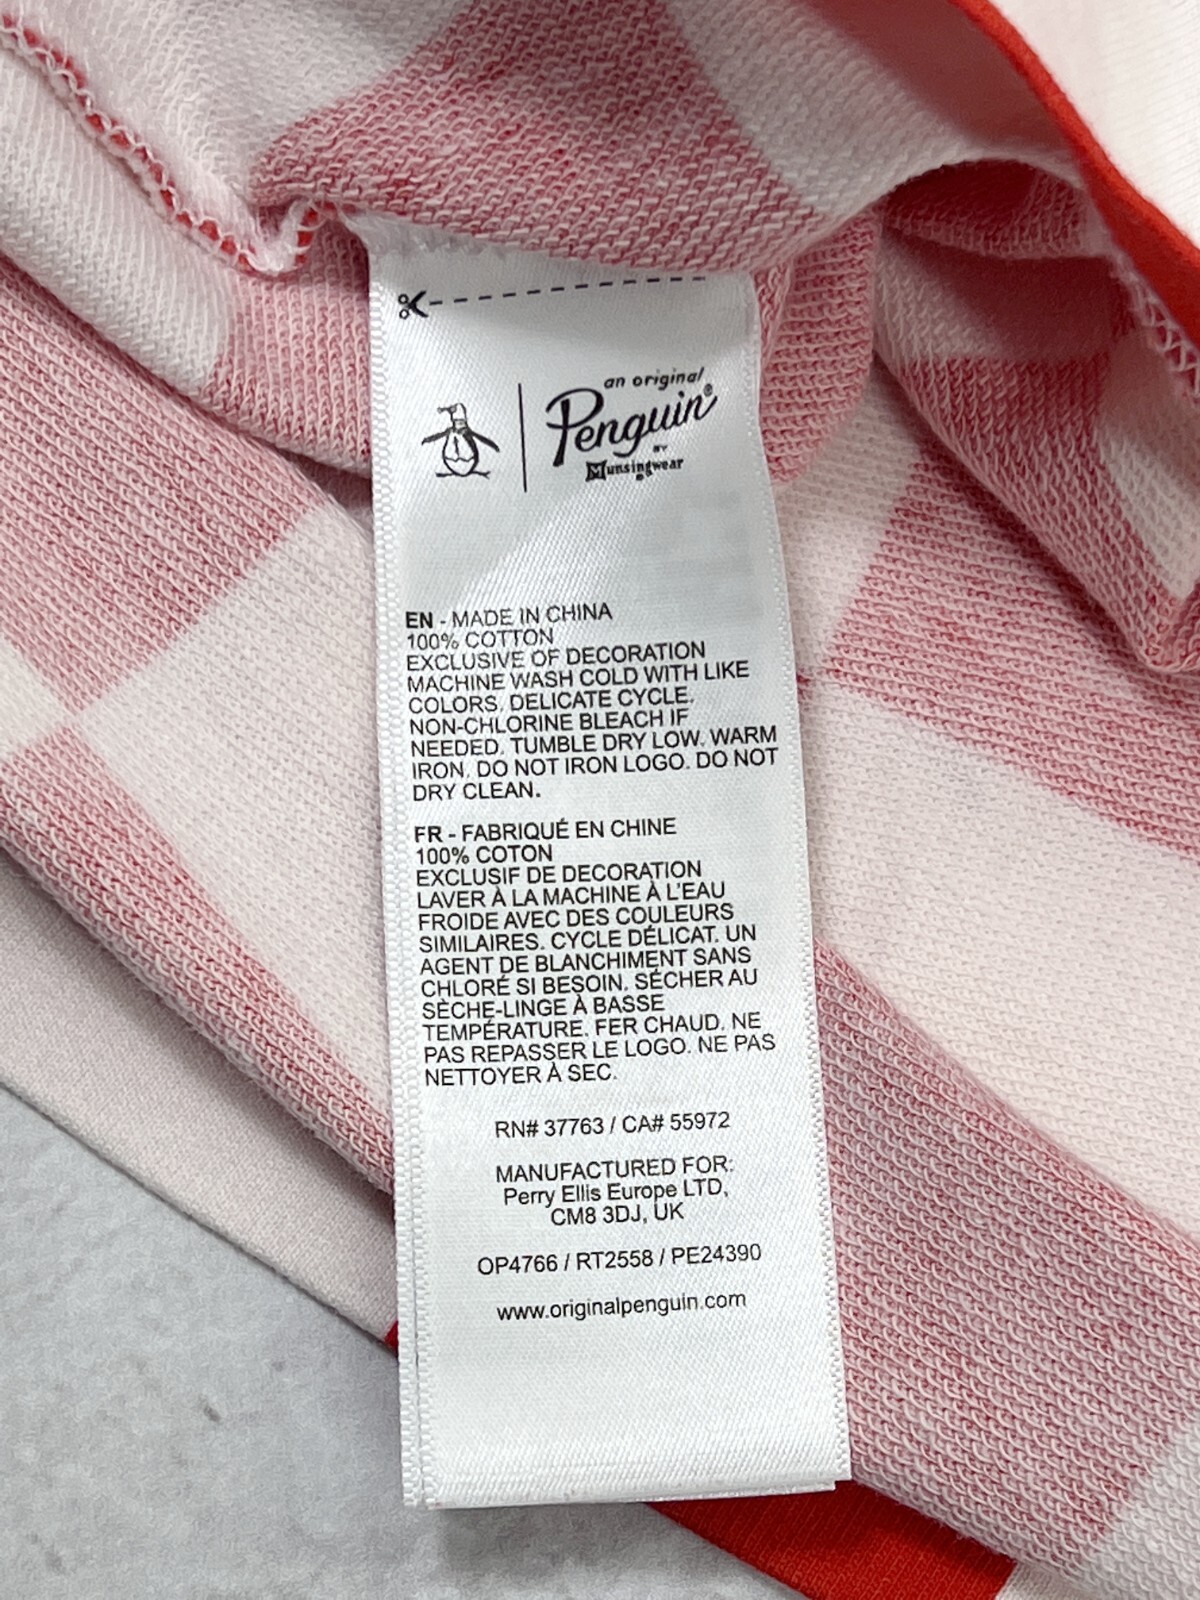 an original
Penguin®
BY
Munsingwear
EN - MADE IN CHINA
100% COTTON
EXCLUSIVE OF DECORATION
MACHINE WASH COLD WITH LIKE
COLORS. DELICATE CYCLE.
NON-CHLORINE BLEACH IF
NEEDED. TUMBLE DRY LOW. WARM
IRON. DO NOT IRON LOGO. DO NOT
DRY CLEAN.
FR - FABRIQUÉ EN CHINE
100% COTON
EXCLUSIF DE DECORATION
LAVER À LA MACHINE À L'EAU
FROIDE AVEC DES COULEURS
SIMILAIRES. CYCLE DÉLICAT. UN
AGENT DE BLANCHIMENT SANS
CHLORÉ SI BESOIN. SÉCHER AU
SÈCHE-LINGE À BASSE
TEMPÉRATURE. FER CHAUD. NE
PAS REPASSER LE LOGO. NE PAS
NETTOYER À SEC.
RN# 37763 / CA# 55972
MANUFACTURED FOR:
Perry Ellis Europe LTD,
CM8 3DJ, UK
OP4766 / RT2558 / PE24390
www.originalpenguin.com